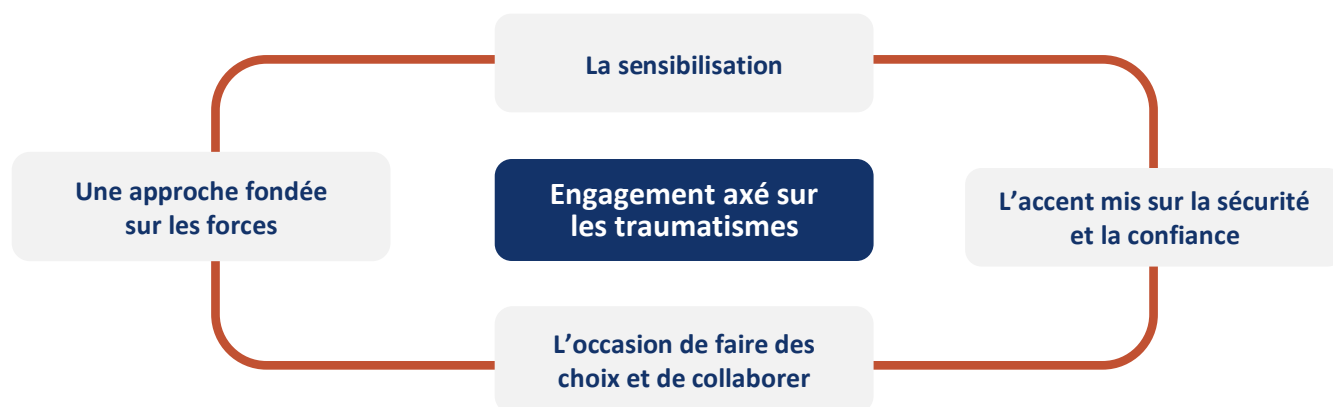 La sensibilisation
Une approche fondée
sur les forces
Engagement axé sur
les traumatismes
L’accent mis sur la sécurité
et la confiance
L’occasion de faire des
choix et de collaborer